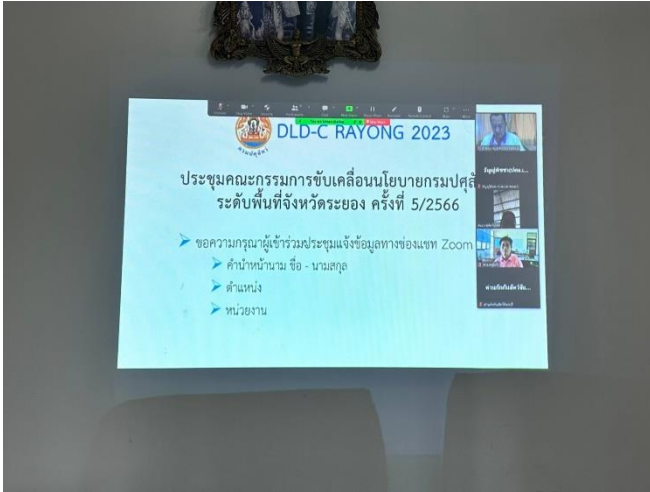 DLD-C RAYONG 2023
ประชุมคณะกรรมการขับเคลื่อนนโยบายกรมปศุสั
ระดับพื้นที่จังหวัดระยอง ครั้งที่ 5/2566
ขอความกรุณาผู้เข้าร่วมประชุมแจ้งข้อมูลทางช่องแชท Zoom
คำนำหน้านาม ชื่อ - นามสกุล
ตำแหน่ง
หน่วยงาน